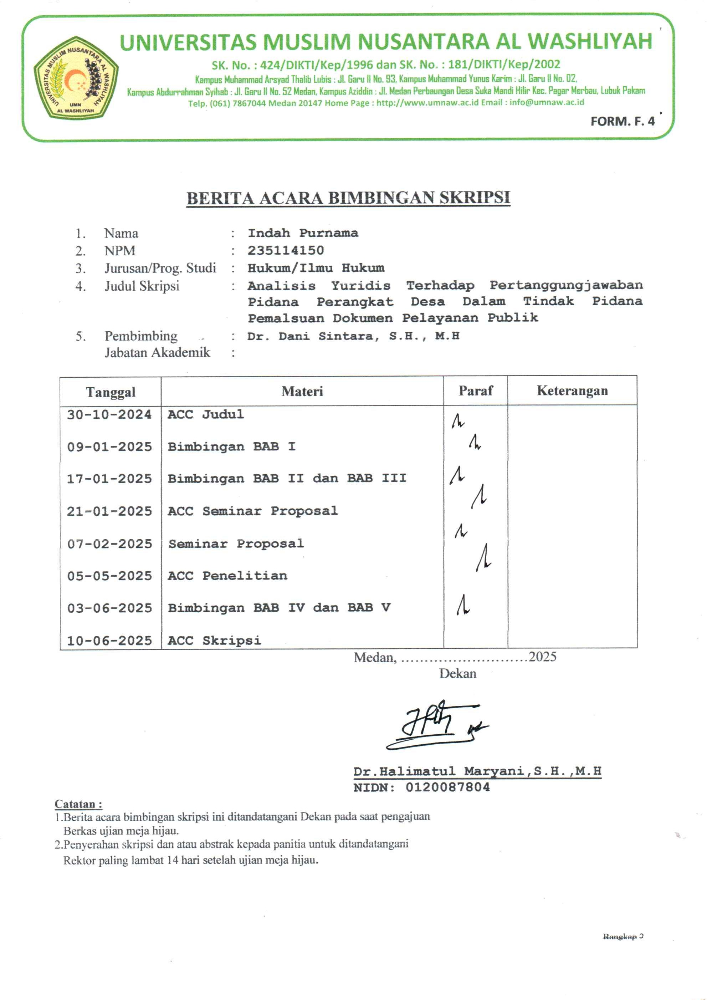 UNIVERSITAS MUSLIM NUSANTARA AL WASHLIYAH
SK. No. : 424/DIKTI/Kep/1996 dan SK. No. : 181/DIKTI/Kep/2002
Kampus Muhammad Arsyad Thalib Lubis : Jl. Garu II No. 93, Kampus Muhammad Yunus Karim : Jl. Garu II No. 02,
Kampus Abdurrahman Syihab : Jl. Garu II No. 52 Medan, Kampus Aziddin : Jl. Medan Perbaungan Desa Suka Mandi Hilir Kec. Pagar Merbau, Lubuk Pakam
Telp. (061) 7867044 Medan 20147 Home Page : http://www.umnaw.ac.id Email : info@umnaw.ac.id
UNIVERSITAS MUSLIM NUSANTARA AL WASHLIYAH
UMN
AL WASHLIYAH
FORM. F. 4
BERITA ACARA BIMBINGAN SKRIPSI
1. Nama : Indah Purnama
2. NPM : 235114150
3. Jurusan/Prog. Studi : Hukum/Ilmu Hukum
4. Judul Skripsi : Analisis Yuridis Terhadap Pertanggungjawaban
Pidana Perangkat Desa Dalam Tindak Pidana
Pemalsuan Dokumen Pelayanan Publik
5. Pembimbing : Dr. Dani Sintara, S.H., M.H
Jabatan Akademik :
Tanggal Materi Paraf Keterangan
30-10-2024 ACC Judul
09-01-2025 Bimbingan BAB I
17-01-2025 Bimbingan BAB II dan BAB III
21-01-2025 ACC Seminar Proposal
07-02-2025 Seminar Proposal
05-05-2025 ACC Penelitian
03-06-2025 Bimbingan BAB IV dan BAB V
10-06-2025 ACC Skripsi
Medan, ...........................2025
Dekan
Dr.Halimatul Maryani,S.H.,M.H
NIDN: 0120087804
Catatan :
1.Berita acara bimbingan skripsi ini ditandatangani Dekan pada saat pengajuan
Berkas ujian meja hijau.
2.Penyerahan skripsi dan atau abstrak kepada panitia untuk ditandatangani
Rektor paling lambat 14 hari setelah ujian meja hijau.
Rangkap 2